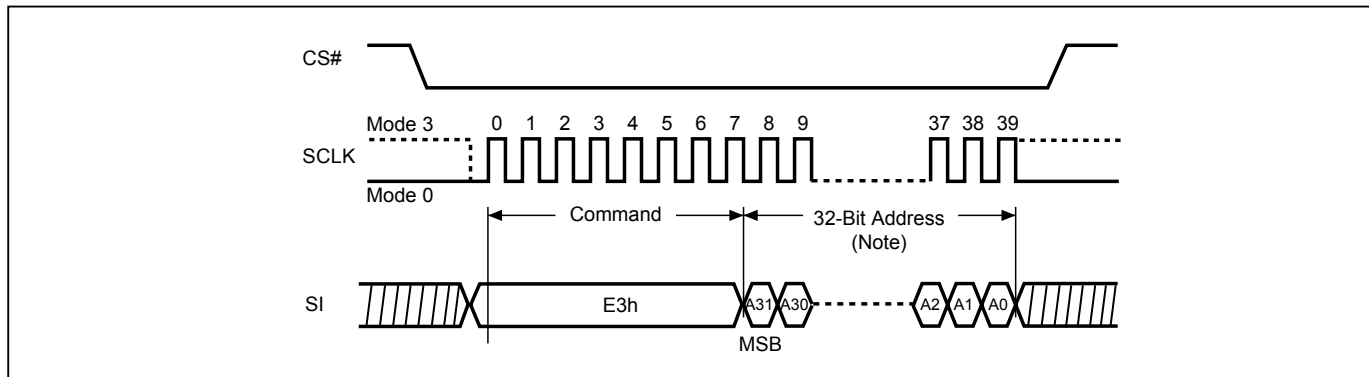 CS#
Mode 3
0 1 2 3 4 5 6 7 8 9 37 38 39
SCLK
Mode 0
Command
32-Bit Address
(Note)
SI
E3h A31 A30 A2 A1 A0
MSB